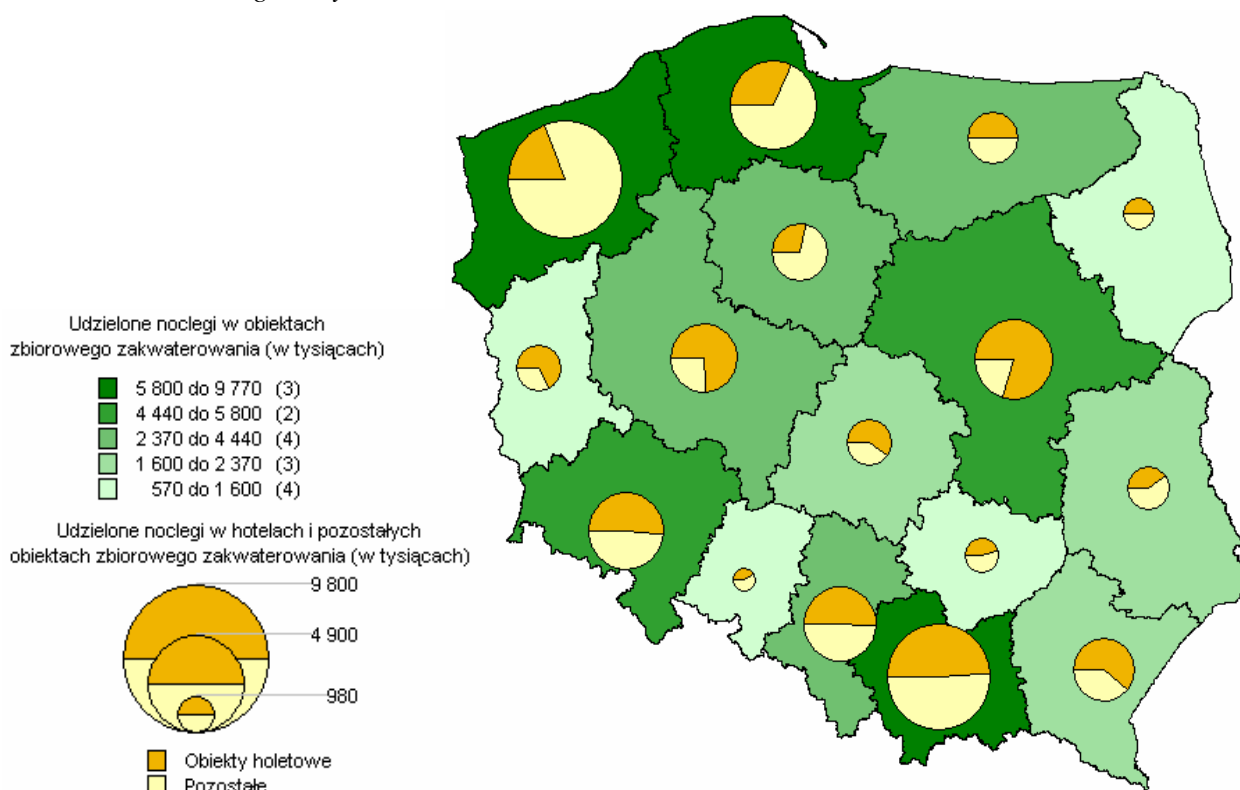 Udzielone noclegi w obiektach
zbiorowego zakwaterowania (w tysiącach)
5 800 do 9 770 (3)
4 440 do 5 800 (2)
2 370 do 4 440 (4)
1 600 do 2 370 (3)
570 do 1 600 (4)
Udzielone noclegi w hotelach i pozostałych
obiektach zbiorowego zakwaterowania (w tysiącach)
9 800
4 900
980
Obiekty holetowe
Pozostałe